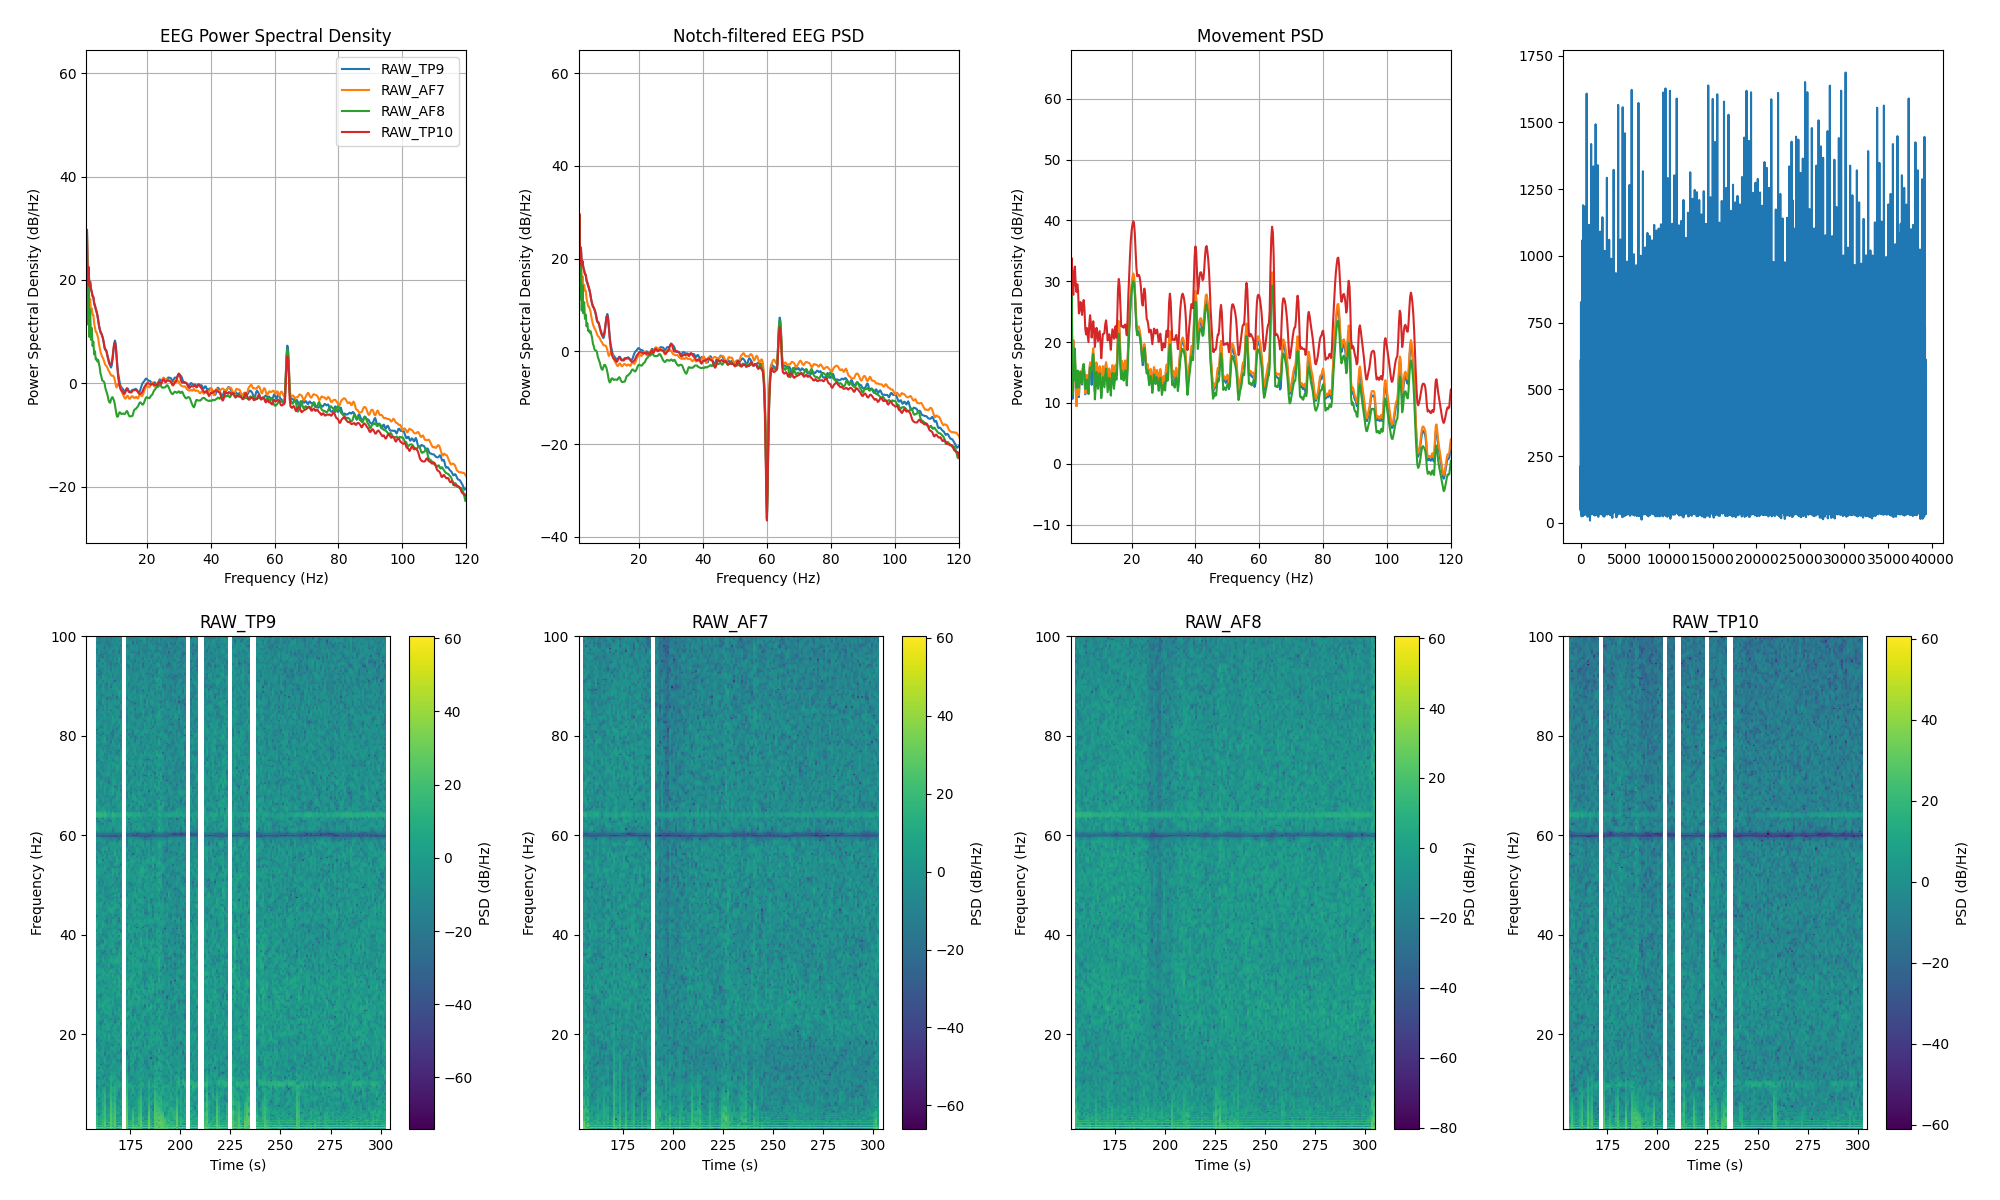 EEG Power Spectral Density
Power Spectral Density (dB/Hz)
60
40
20
0
−20
RAW_TP9
RAW_AF7
RAW_AF8
RAW_TP10
20 40 60 80 100 120
Frequency (Hz)
Notch-filtered EEG PSD
Power Spectral Density (dB/Hz)
60
40
20
0
−20
−40
20 40 60 80 100 120
Frequency (Hz)
Movement PSD
Power Spectral Density (dB/Hz)
60
50
40
30
20
10
0
−10
20 40 60 80 100 120
Frequency (Hz)
1750
1500
1250
1000
750
500
250
0
0 5000 10000 15000 20000 25000 30000 35000 40000
RAW_TP9
Frequency (Hz)
100
80
60
40
20
175 200 225 250 275 300
Time (s)
60
40
20
0
−20
−40
−60
PSD (dB/Hz)
RAW_AF7
Frequency (Hz)
100
80
60
40
20
175 200 225 250 275 300
Time (s)
60
40
20
0
−20
−40
−60
PSD (dB/Hz)
RAW_AF8
Frequency (Hz)
100
80
60
40
20
175 200 225 250 275 300
Time (s)
60
40
20
0
−20
−40
−60
−80
PSD (dB/Hz)
RAW_TP10
Frequency (Hz)
100
80
60
40
20
175 200 225 250 275 300
Time (s)
60
40
20
0
−20
−40
−60
PSD (dB/Hz)